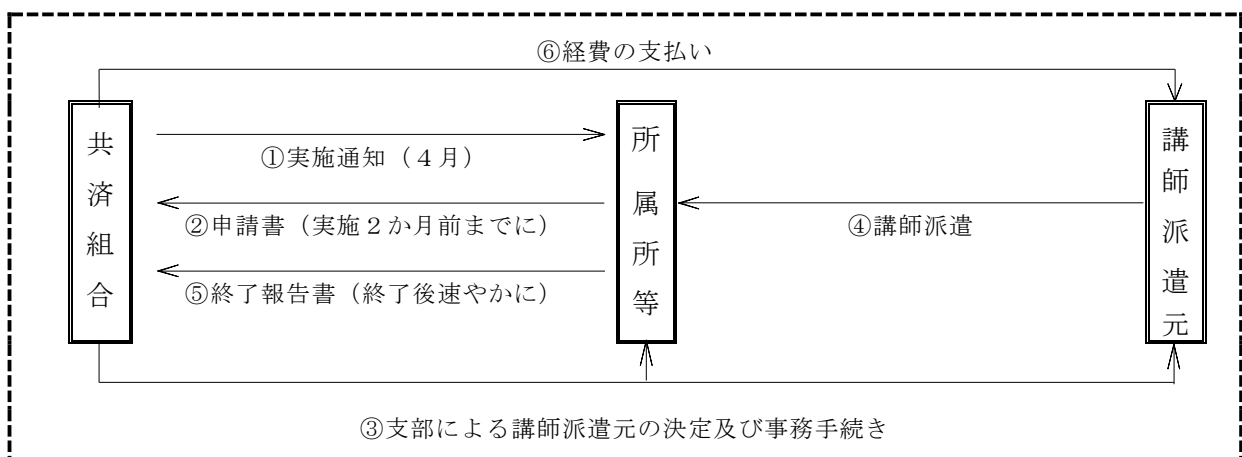 ⑥経費の支払い
共済組合
所属所等
講師派遣元
①実施通知（４月）
②申請書（実施２か月前までに）
④講師派遣
⑤終了報告書（終了後速やかに）
③支部による講師派遣元の決定及び事務手続き